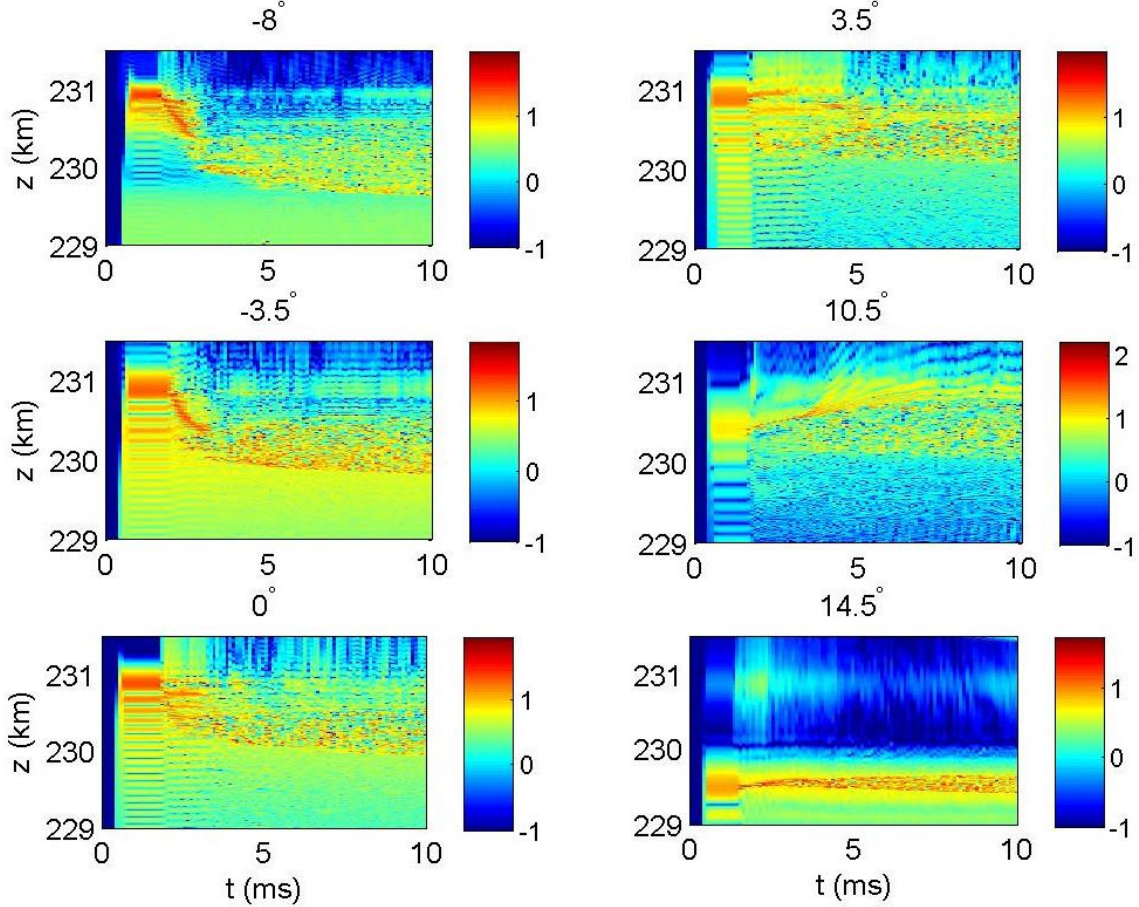 -8° 3.5°
231 1 231 1
z (km)
230 0 230 0
229 -1 229 -1
0 5 10 0 5 10
-3.5° 10.5°
2
231 1 231 1
z (km)
230 0 230 0
229 -1 229 -1
0 5 10 0 5 10
0° 14.5°
231 1 231 1
z (km)
230 0 230 0
229 -1 229 -1
0 5 10 0 5 10
t (ms) t (ms)